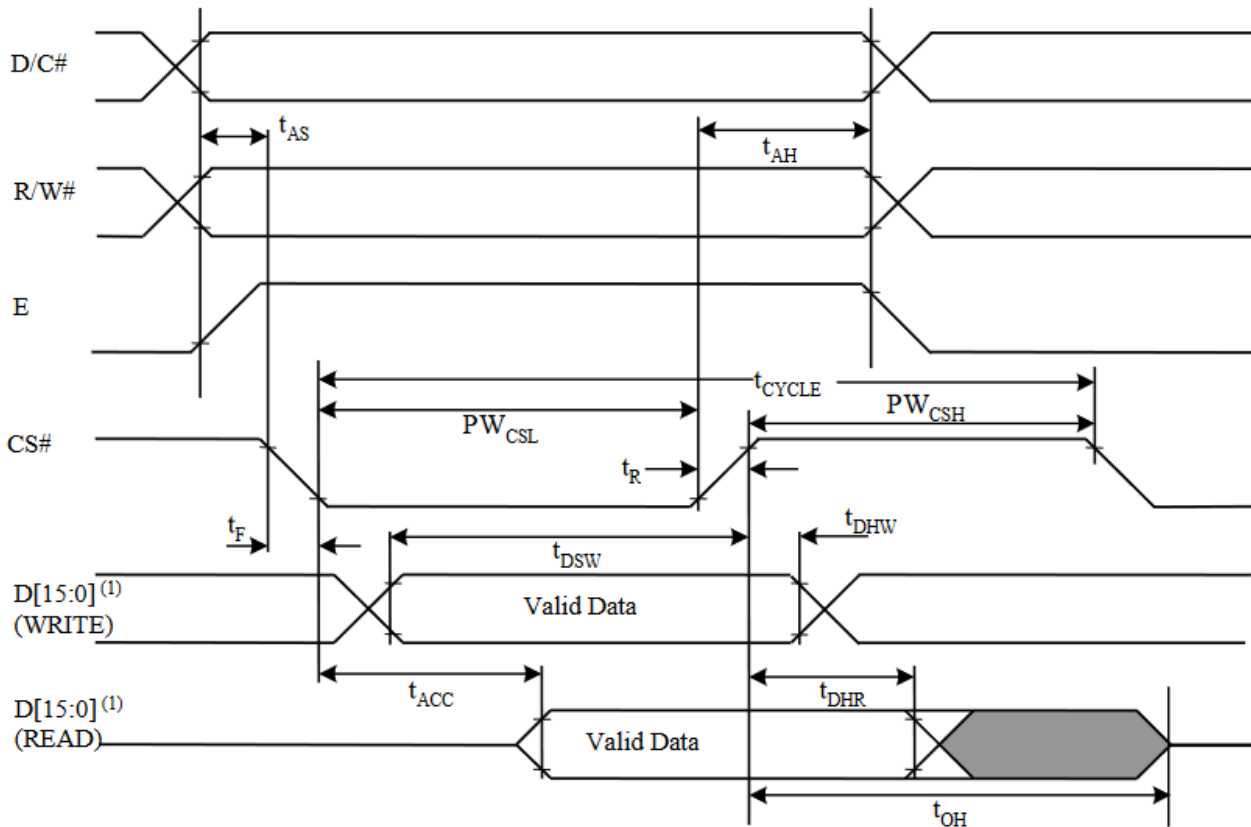 D/C#
tAS
tAH
R/W#
E
tCYCLE
PWCSL
PWCSH
CS#
tR
tF
tDSW
tDHW
D[15:0](1)
(WRITE)
Valid Data
tACC
tDHR
D[15:0](1)
(READ)
Valid Data
tOH